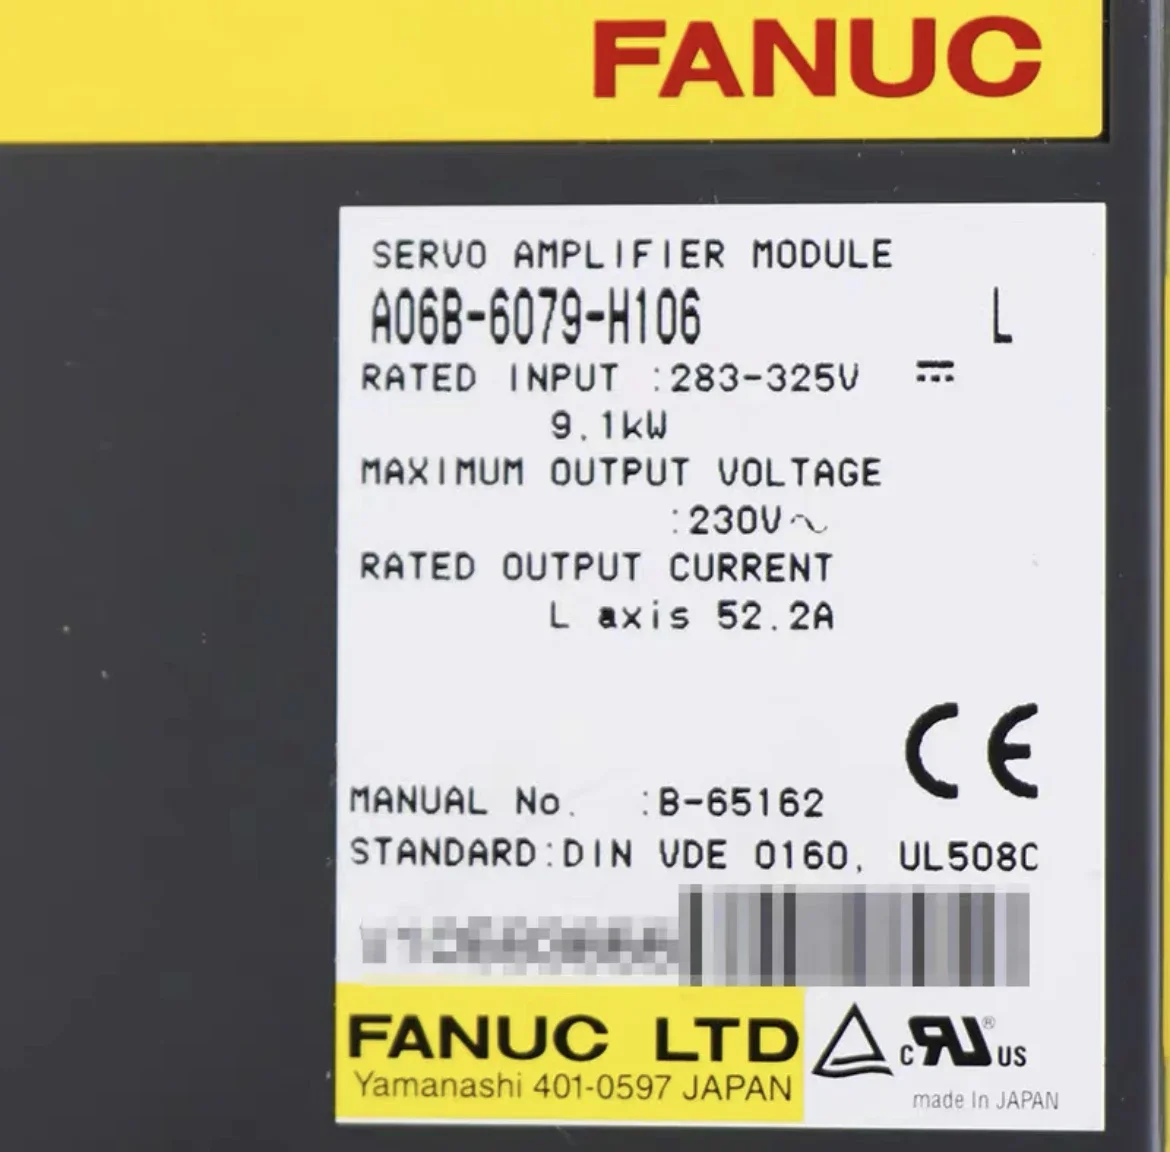 FANUC
SERVO AMPLIFIER MODULE
A06B-6079-H106 L
RATED INPUT :283-325V ⎓
9.1kW
MAXIMUM OUTPUT VOLTAGE
:230V∿
RATED OUTPUT CURRENT
L axis 52.2A
CE
MANUAL No. :B-65162
STANDARD:DIN VDE 0160, UL508C
FANUC LTD
Yamanashi 401-0597 JAPAN
c RU ® US
made In JAPAN